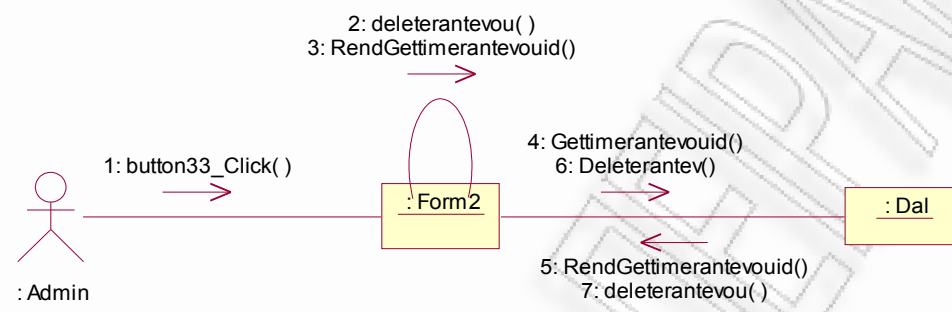 2: deleterantevou( )
3: RendGettimerantevouid()
1: button33_Click( )
4: Gettimerantevouid()
6: Deleterantev()
: Form2
: Dal
5: RendGettimerantevouid()
7: deleterantevou( )
: Admin